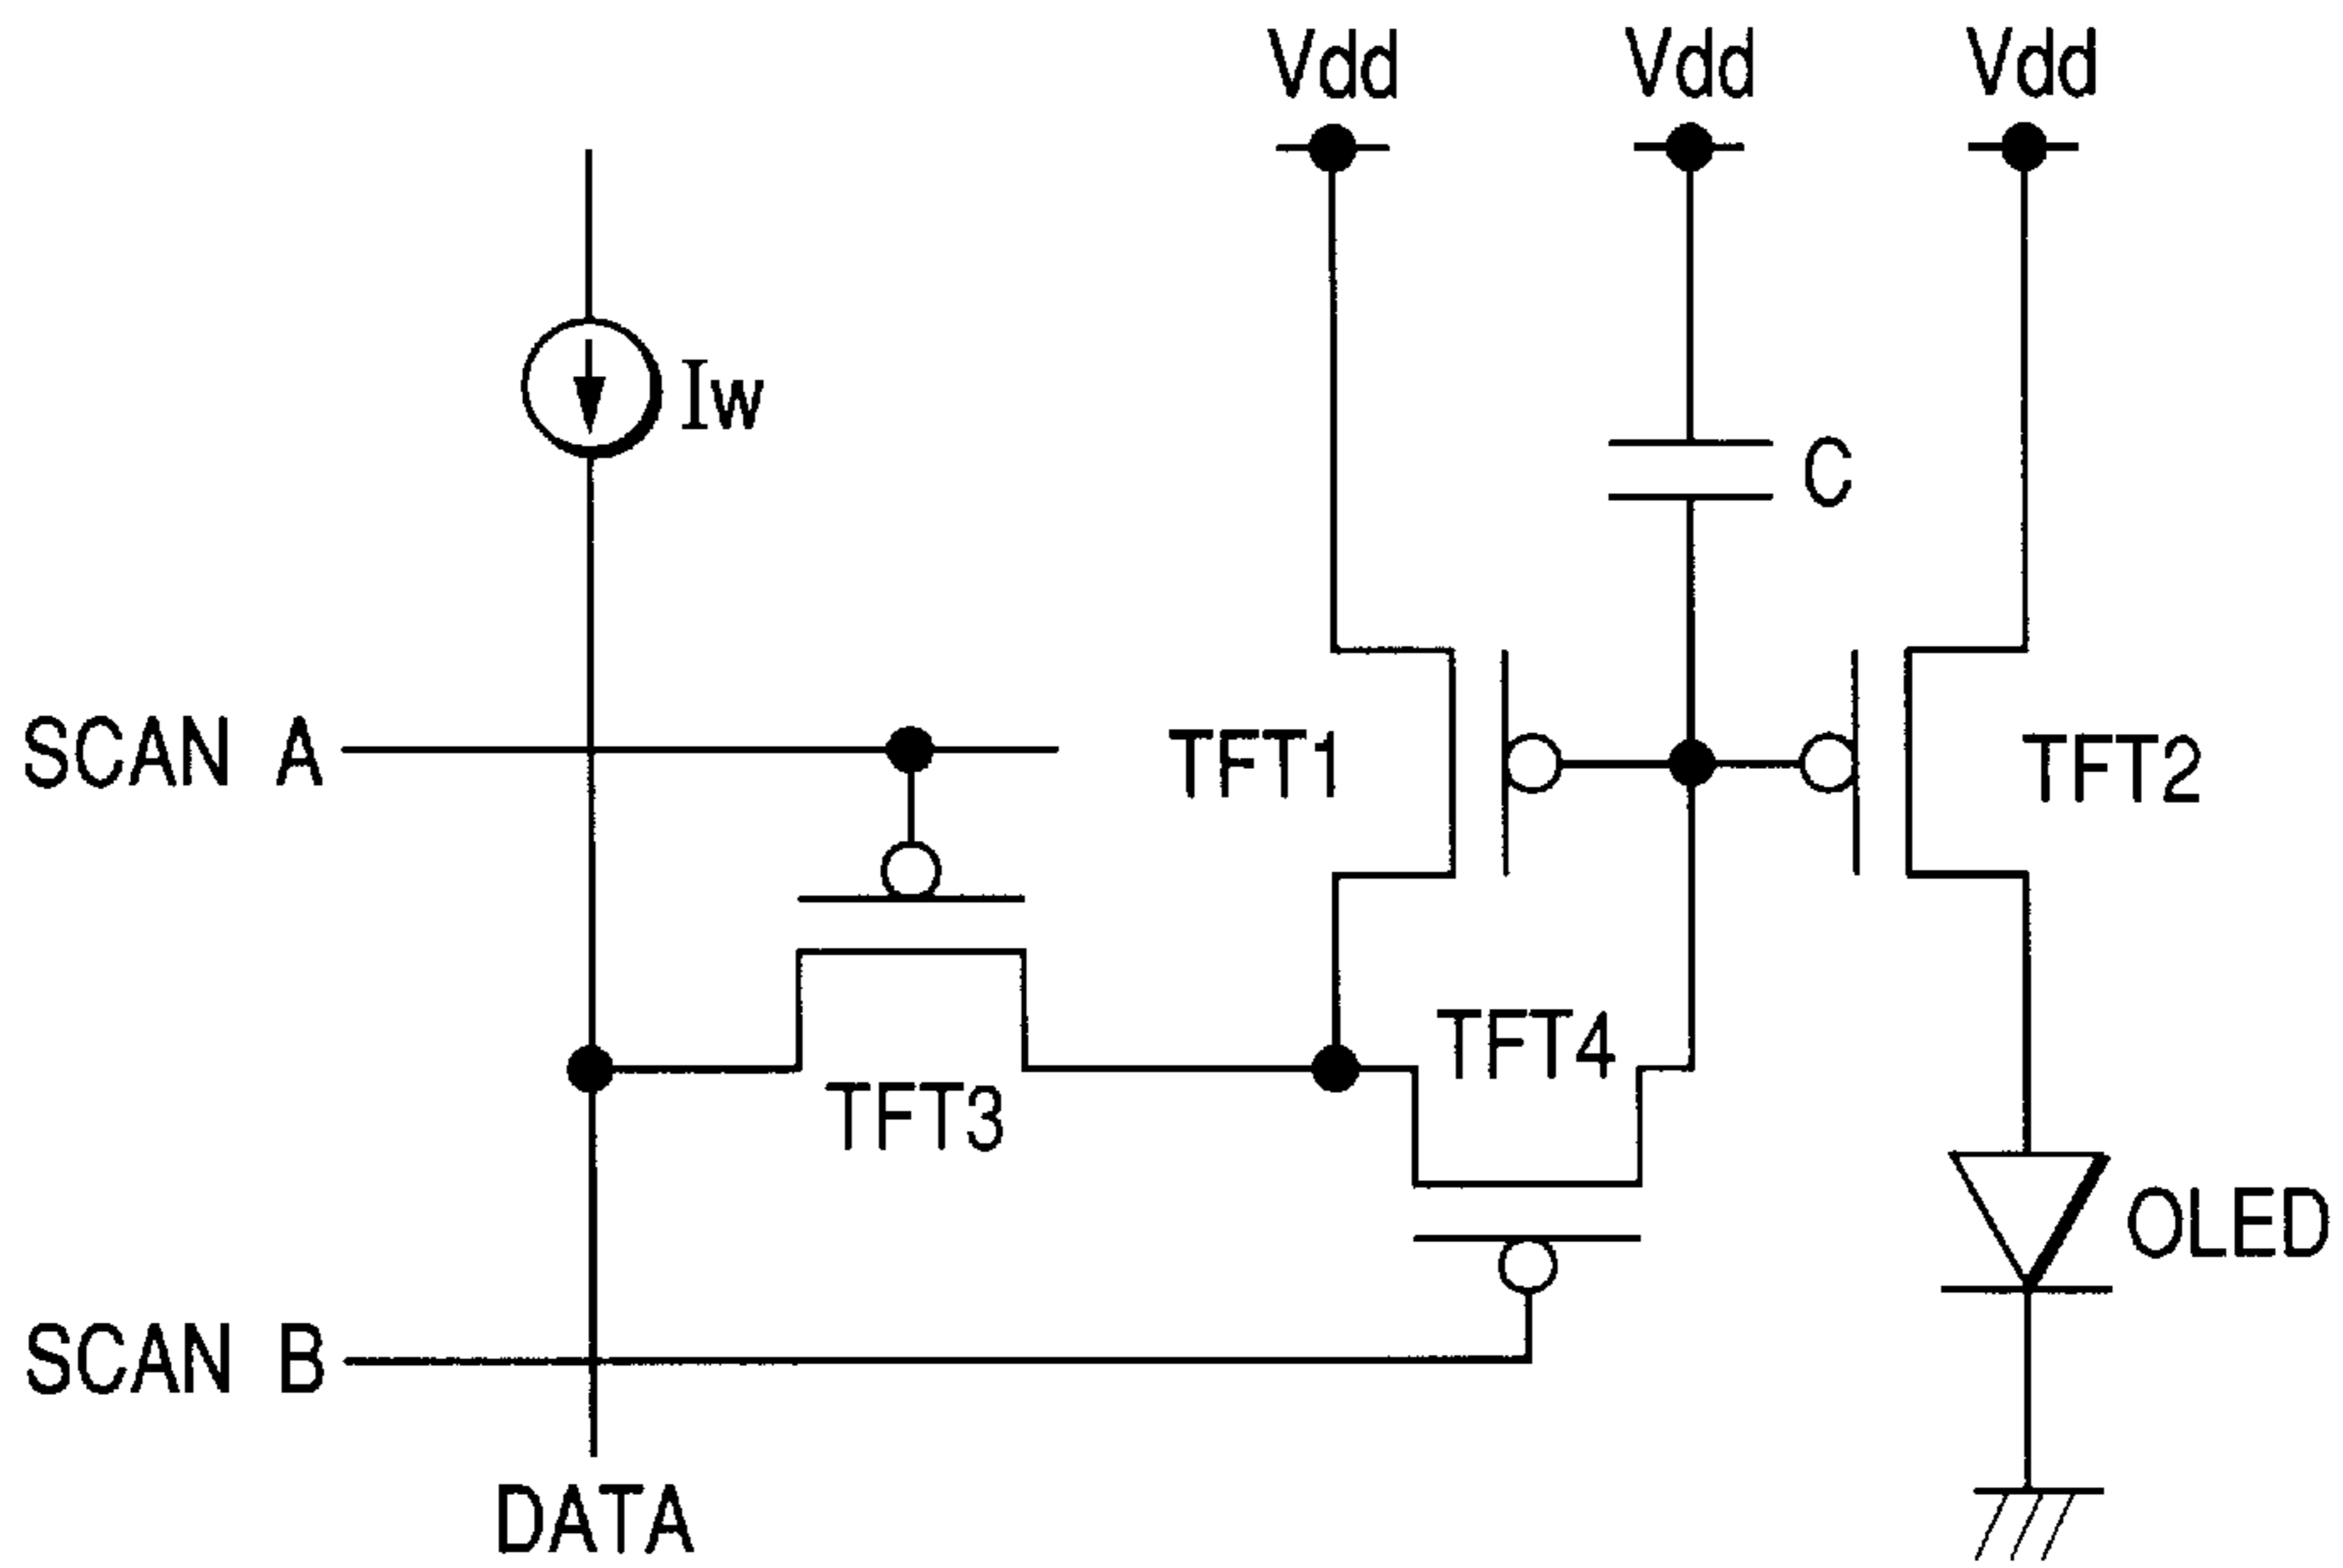 Vdd
Vdd
Vdd
Iw
C
SCAN A
TFT1
TFT2
TFT4
TFT3
OLED
SCAN B
DATA